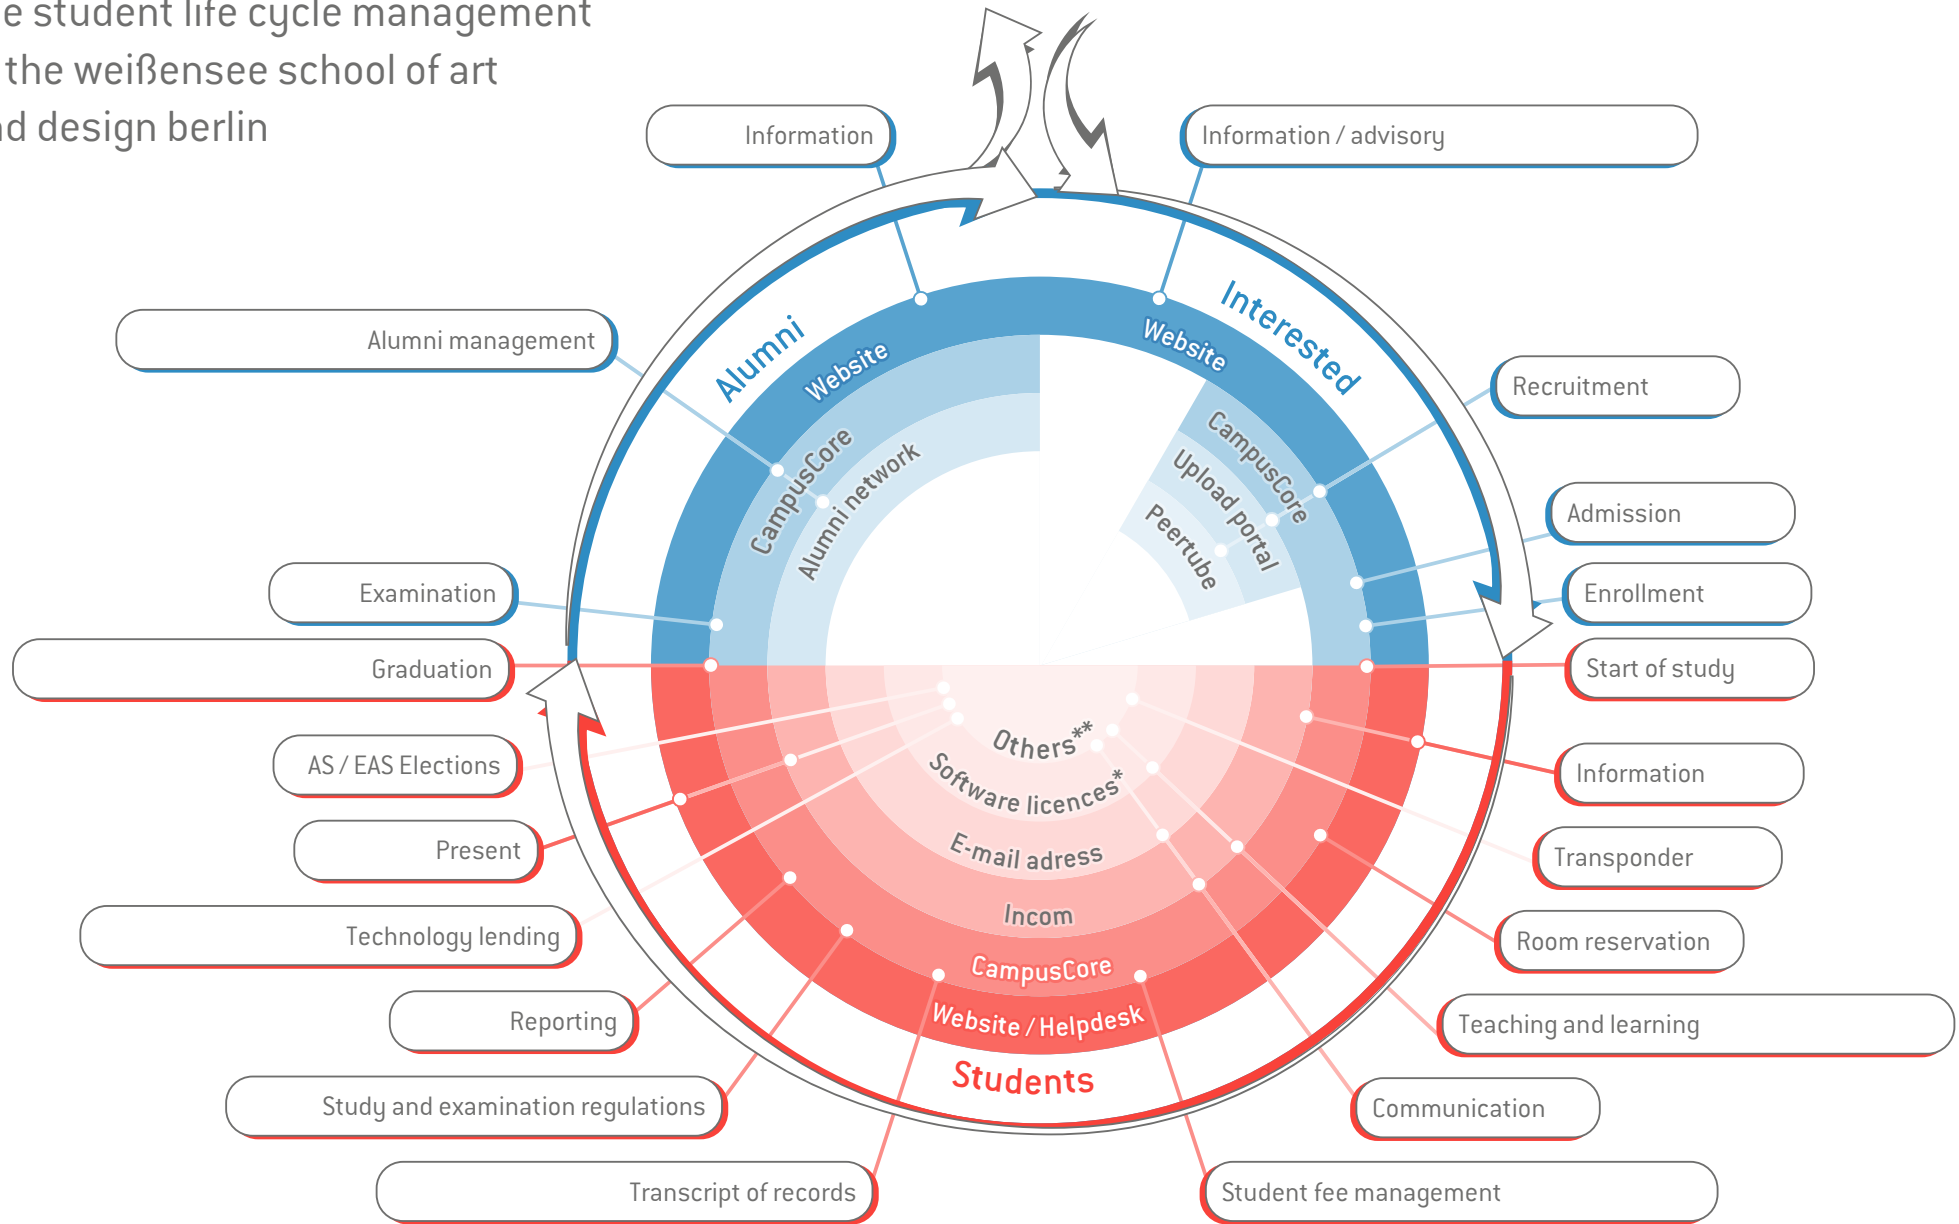 e student life cycle management
the weißensee school of art
d design berlin
Information
Information / advisory
Alumni management
Recruitment
Admission
Examination
Enrollment
Graduation
Start of study
AS / EAS Elections
Information
Present
Transponder
Technology lending
Room reservation
Reporting
Teaching and learning
Study and examination regulations
Communication
Transcript of records
Student fee management
Alumni
Website
CampusCore
Alumni network
Interested
Website
CampusCore
Upload portal
Peertube
Others**
Software licences*
E-mail adress
Incom
CampusCore
Website / Helpdesk
Students